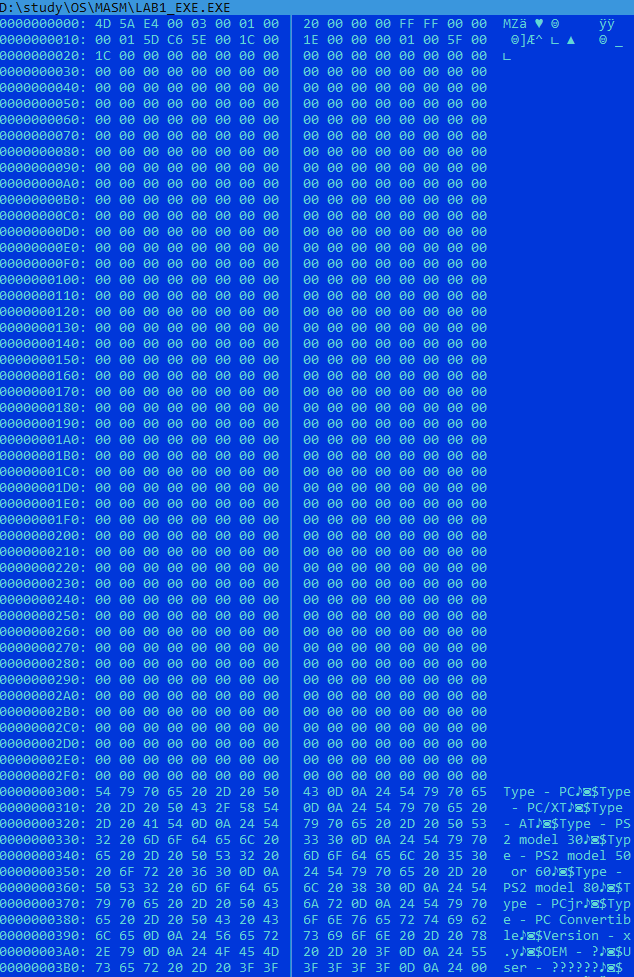 D:\study\OS\MASM\LAB1_EXE.EXE
0000000000: 4D 5A E4 00 03 00 01 00 │ 20 00 00 00 FF FF 00 00 MZä ♥ ☺ ÿÿ
0000000010: 00 01 5D C6 5E 00 1C 00 │ 1E 00 00 00 01 00 5F 00 ☺]Æ^ ∟ ▲ ☺ _
0000000020: 1C 00 00 00 00 00 00 00 │ 00 00 00 00 00 00 00 00 ∟
0000000030: 00 00 00 00 00 00 00 00 │ 00 00 00 00 00 00 00 00
0000000040: 00 00 00 00 00 00 00 00 │ 00 00 00 00 00 00 00 00
0000000050: 00 00 00 00 00 00 00 00 │ 00 00 00 00 00 00 00 00
0000000060: 00 00 00 00 00 00 00 00 │ 00 00 00 00 00 00 00 00
0000000070: 00 00 00 00 00 00 00 00 │ 00 00 00 00 00 00 00 00
0000000080: 00 00 00 00 00 00 00 00 │ 00 00 00 00 00 00 00 00
0000000090: 00 00 00 00 00 00 00 00 │ 00 00 00 00 00 00 00 00
00000000A0: 00 00 00 00 00 00 00 00 │ 00 00 00 00 00 00 00 00
00000000B0: 00 00 00 00 00 00 00 00 │ 00 00 00 00 00 00 00 00
00000000C0: 00 00 00 00 00 00 00 00 │ 00 00 00 00 00 00 00 00
00000000D0: 00 00 00 00 00 00 00 00 │ 00 00 00 00 00 00 00 00
00000000E0: 00 00 00 00 00 00 00 00 │ 00 00 00 00 00 00 00 00
00000000F0: 00 00 00 00 00 00 00 00 │ 00 00 00 00 00 00 00 00
0000000100: 00 00 00 00 00 00 00 00 │ 00 00 00 00 00 00 00 00
0000000110: 00 00 00 00 00 00 00 00 │ 00 00 00 00 00 00 00 00
0000000120: 00 00 00 00 00 00 00 00 │ 00 00 00 00 00 00 00 00
0000000130: 00 00 00 00 00 00 00 00 │ 00 00 00 00 00 00 00 00
0000000140: 00 00 00 00 00 00 00 00 │ 00 00 00 00 00 00 00 00
0000000150: 00 00 00 00 00 00 00 00 │ 00 00 00 00 00 00 00 00
0000000160: 00 00 00 00 00 00 00 00 │ 00 00 00 00 00 00 00 00
0000000170: 00 00 00 00 00 00 00 00 │ 00 00 00 00 00 00 00 00
0000000180: 00 00 00 00 00 00 00 00 │ 00 00 00 00 00 00 00 00
0000000190: 00 00 00 00 00 00 00 00 │ 00 00 00 00 00 00 00 00
00000001A0: 00 00 00 00 00 00 00 00 │ 00 00 00 00 00 00 00 00
00000001B0: 00 00 00 00 00 00 00 00 │ 00 00 00 00 00 00 00 00
00000001C0: 00 00 00 00 00 00 00 00 │ 00 00 00 00 00 00 00 00
00000001D0: 00 00 00 00 00 00 00 00 │ 00 00 00 00 00 00 00 00
00000001E0: 00 00 00 00 00 00 00 00 │ 00 00 00 00 00 00 00 00
00000001F0: 00 00 00 00 00 00 00 00 │ 00 00 00 00 00 00 00 00
0000000200: 00 00 00 00 00 00 00 00 │ 00 00 00 00 00 00 00 00
0000000210: 00 00 00 00 00 00 00 00 │ 00 00 00 00 00 00 00 00
0000000220: 00 00 00 00 00 00 00 00 │ 00 00 00 00 00 00 00 00
0000000230: 00 00 00 00 00 00 00 00 │ 00 00 00 00 00 00 00 00
0000000240: 00 00 00 00 00 00 00 00 │ 00 00 00 00 00 00 00 00
0000000250: 00 00 00 00 00 00 00 00 │ 00 00 00 00 00 00 00 00
0000000260: 00 00 00 00 00 00 00 00 │ 00 00 00 00 00 00 00 00
0000000270: 00 00 00 00 00 00 00 00 │ 00 00 00 00 00 00 00 00
0000000280: 00 00 00 00 00 00 00 00 │ 00 00 00 00 00 00 00 00
0000000290: 00 00 00 00 00 00 00 00 │ 00 00 00 00 00 00 00 00
00000002A0: 00 00 00 00 00 00 00 00 │ 00 00 00 00 00 00 00 00
00000002B0: 00 00 00 00 00 00 00 00 │ 00 00 00 00 00 00 00 00
00000002C0: 00 00 00 00 00 00 00 00 │ 00 00 00 00 00 00 00 00
00000002D0: 00 00 00 00 00 00 00 00 │ 00 00 00 00 00 00 00 00
00000002E0: 00 00 00 00 00 00 00 00 │ 00 00 00 00 00 00 00 00
00000002F0: 00 00 00 00 00 00 00 00 │ 00 00 00 00 00 00 00 00
0000000300: 54 79 70 65 20 2D 20 50 │ 43 0D 0A 24 54 79 70 65 Type - PC♪◙$Type
0000000310: 20 2D 20 50 43 2F 58 54 │ 0D 0A 24 54 79 70 65 20 - PC/XT♪◙$Type
0000000320: 2D 20 41 54 0D 0A 24 54 │ 79 70 65 20 2D 20 50 53 - AT♪◙$Type - PS
0000000330: 32 20 6D 6F 64 65 6C 20 │ 33 30 0D 0A 24 54 79 70 2 model 30♪◙$Typ
0000000340: 65 20 2D 20 50 53 32 20 │ 6D 6F 64 65 6C 20 35 30 e - PS2 model 50
0000000350: 20 6F 72 20 36 30 0D 0A │ 24 54 79 70 65 20 2D 20 or 60♪◙$Type -
0000000360: 50 53 32 20 6D 6F 64 65 │ 6C 20 38 30 0D 0A 24 54 PS2 model 80♪◙$T
0000000370: 79 70 65 20 2D 20 50 43 │ 6A 72 0D 0A 24 54 79 70 ype - PCjr♪◙$Typ
0000000380: 65 20 2D 20 50 43 20 43 │ 6F 6E 76 65 72 74 69 62 e - PC Convertib
0000000390: 6C 65 0D 0A 24 56 65 72 │ 73 69 6F 6E 20 2D 20 78 le♪◙$Version - x
00000003A0: 2E 79 0D 0A 24 4F 45 4D │ 20 2D 20 3F 0D 0A 24 55 .y♪◙$OEM - ?♪◙$U
00000003B0: 73 65 72 20 2D 20 3F 3F │ 3F 3F 3F 3F 0D 0A 24 00 ser - ??????♪◙$